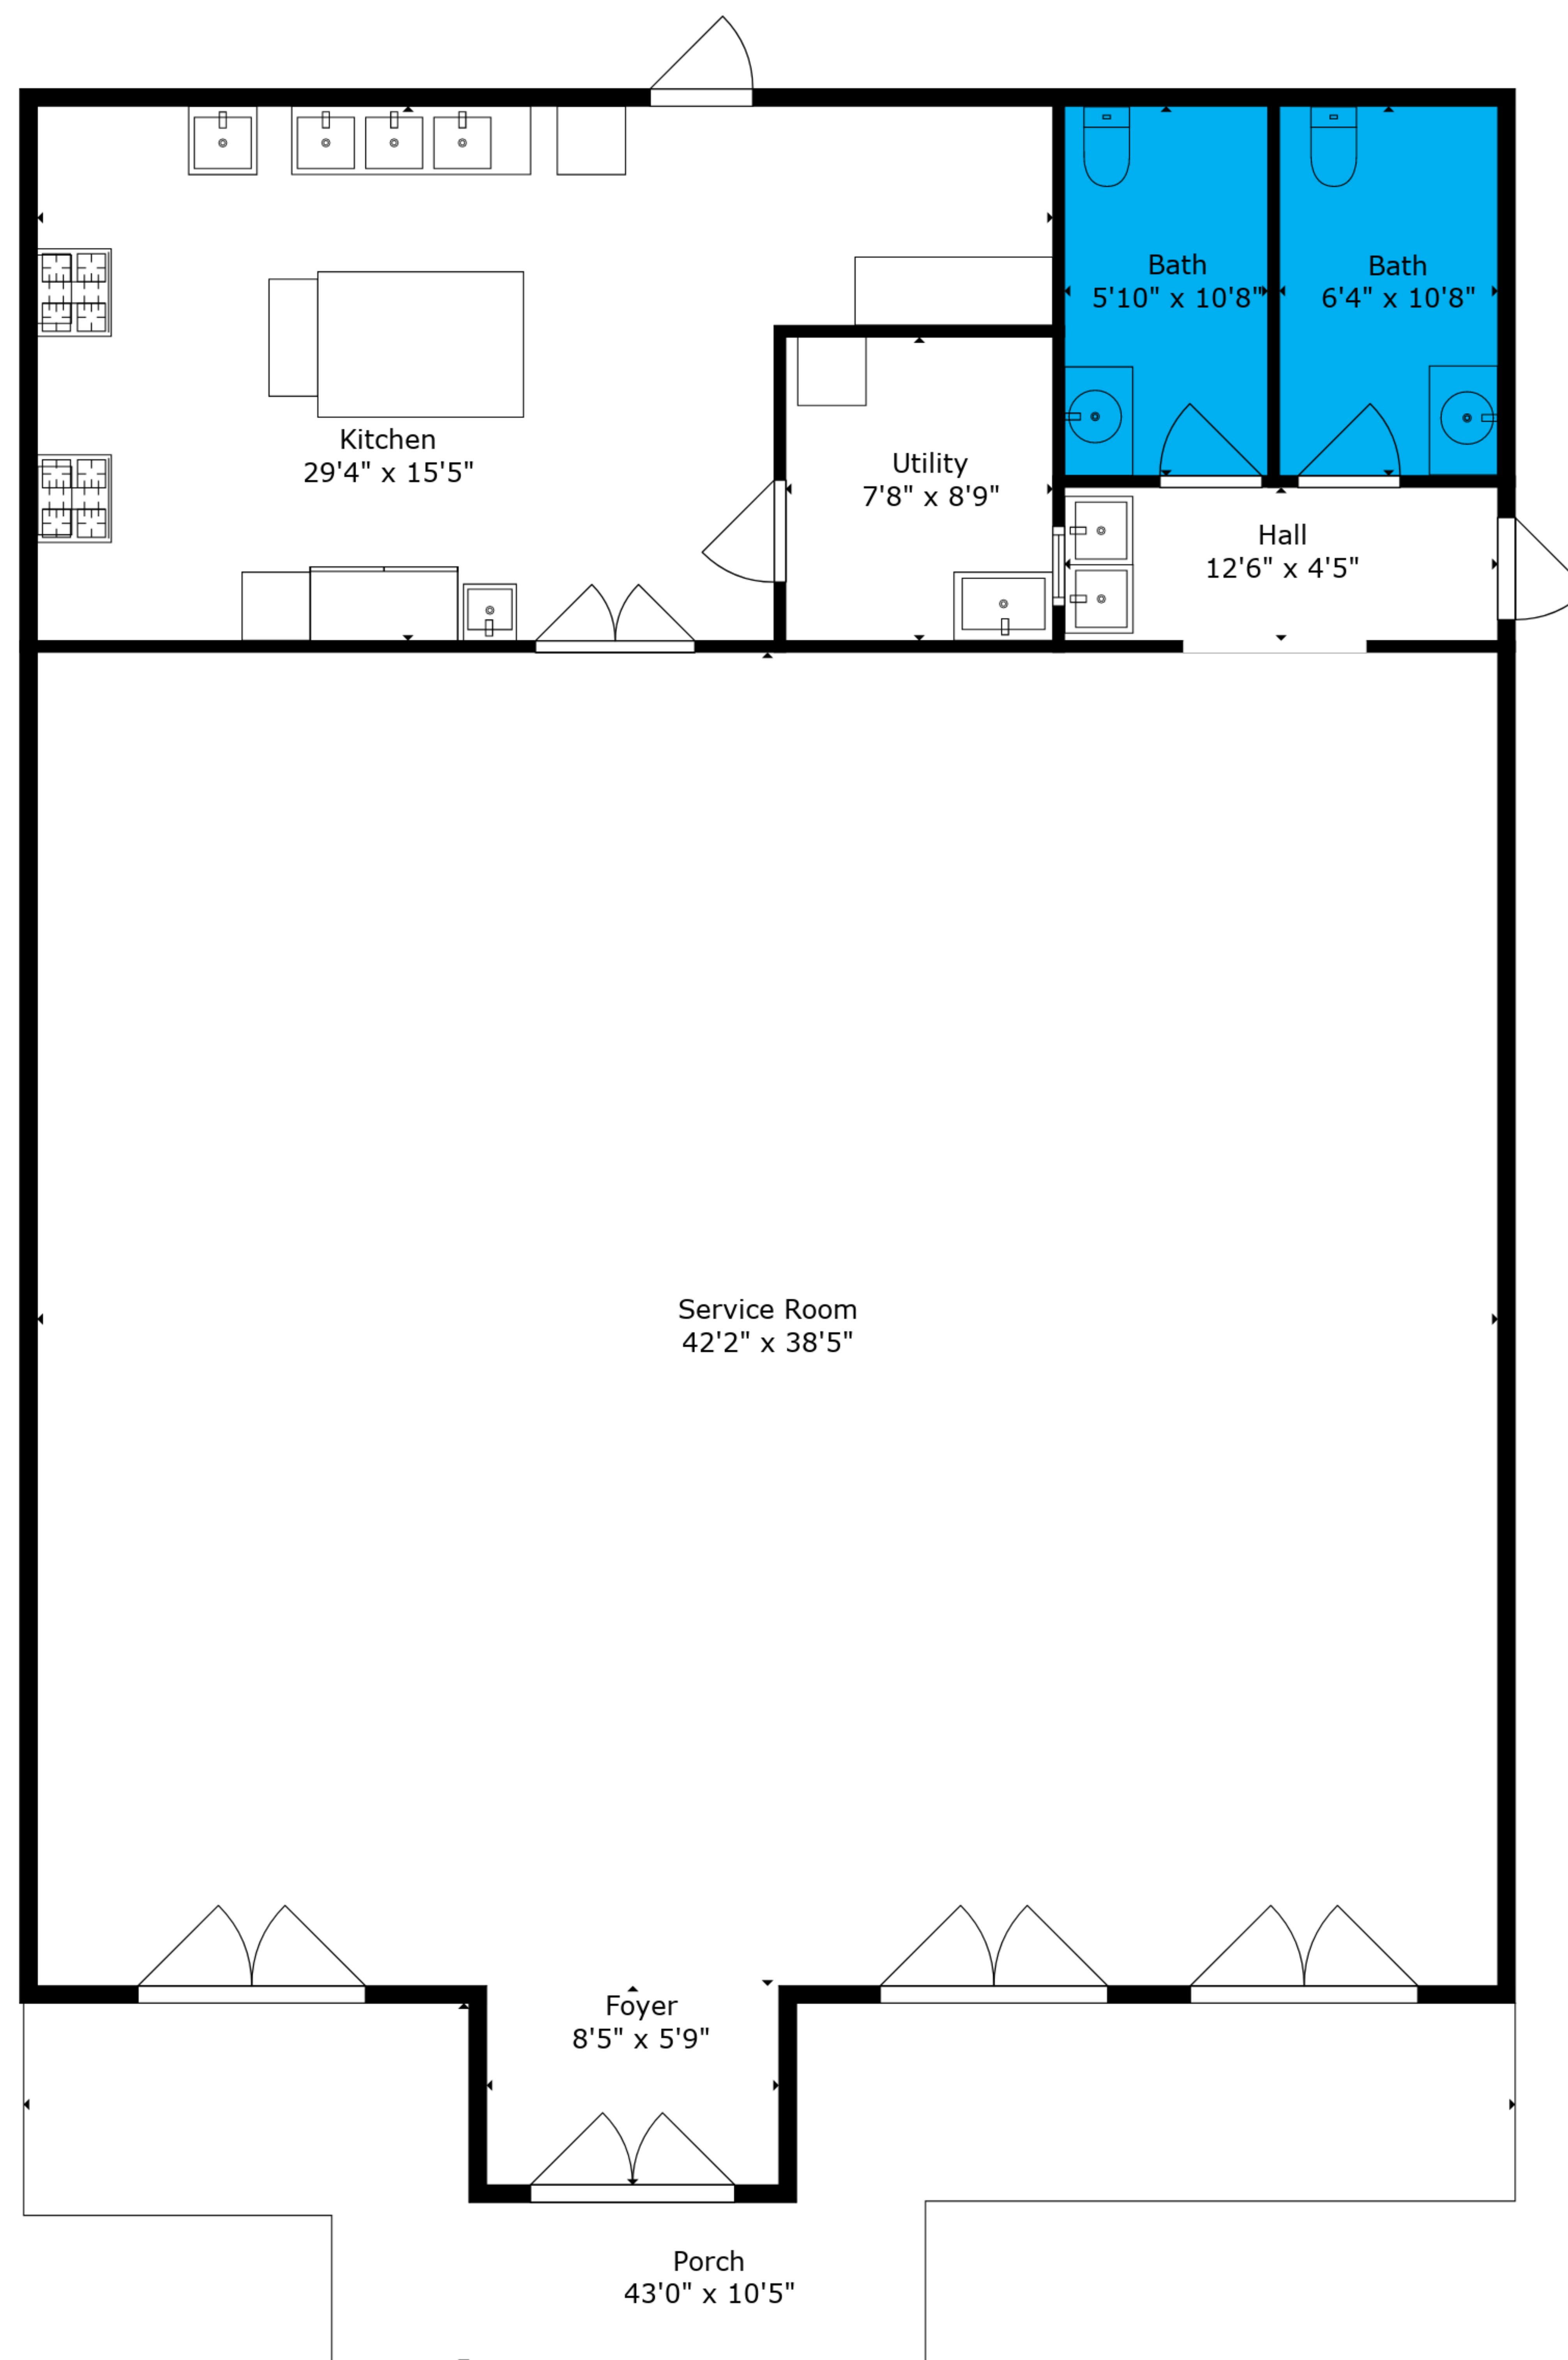 Bath
5'10" x 10'8"
Bath
6'4" x 10'8"
Kitchen
29'4" x 15'5"
Utility
7'8" x 8'9"
Hall
12'6" x 4'5"
Service Room
42'2" x 38'5"
Foyer
8'5" x 5'9"
Porch
43'0" x 10'5"